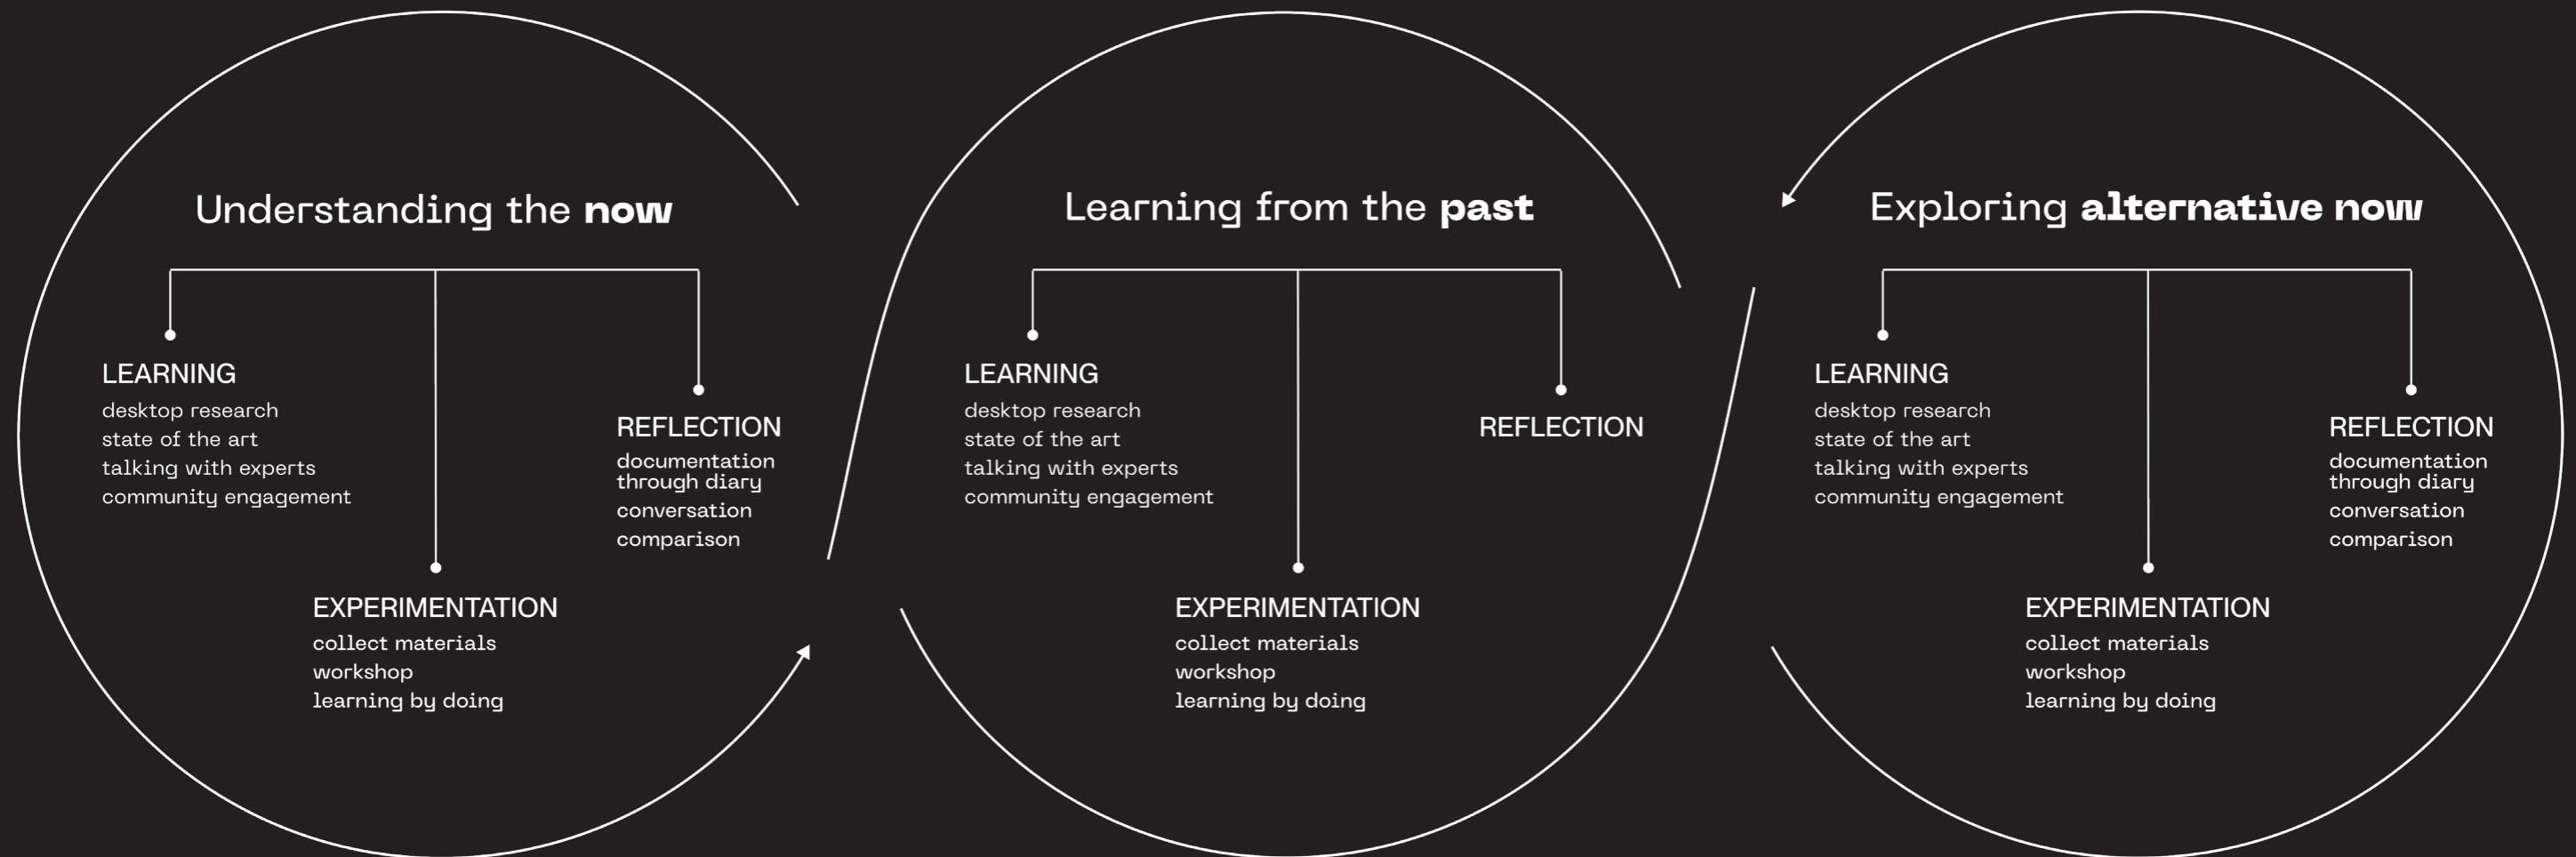 Understanding the now
LEARNING
desktop research
state of the art
talking with experts
community engagement
REFLECTION
documentation
through diary
conversation
comparison
EXPERIMENTATION
collect materials
workshop
learning by doing
Learning from the past
LEARNING
desktop research
state of the art
talking with experts
community engagement
REFLECTION
EXPERIMENTATION
collect materials
workshop
learning by doing
Exploring alternative now
LEARNING
desktop research
state of the art
talking with experts
community engagement
REFLECTION
documentation
through diary
conversation
comparison
EXPERIMENTATION
collect materials
workshop
learning by doing